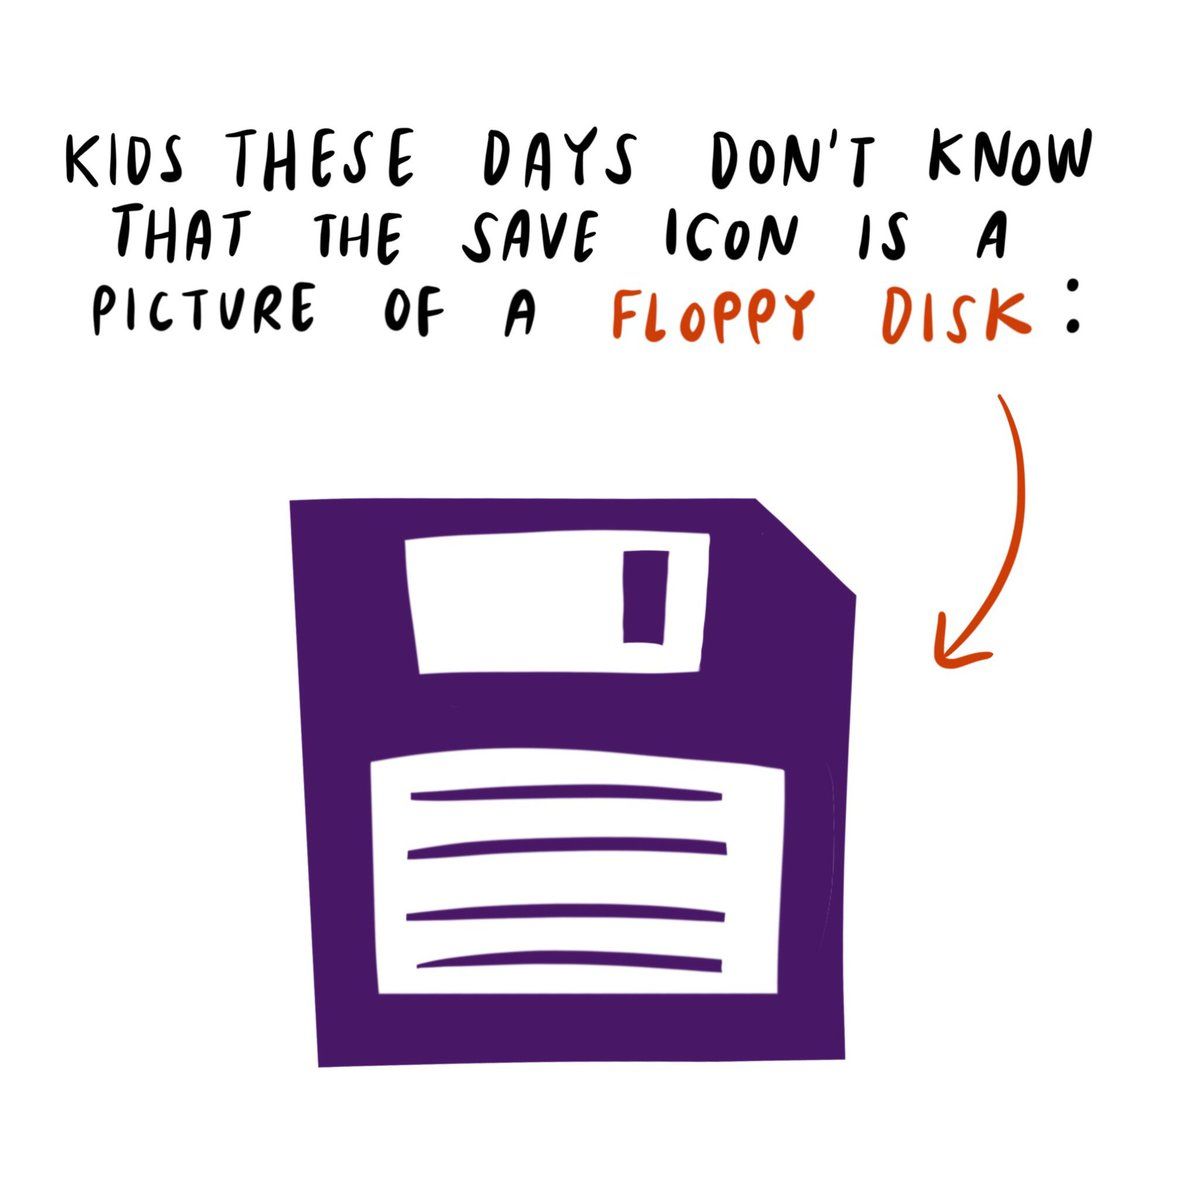 KIDS THESE DAYS DON'T KNOW
THAT THE SAVE ICON IS A
PICTURE OF A FLOPPY DISK: